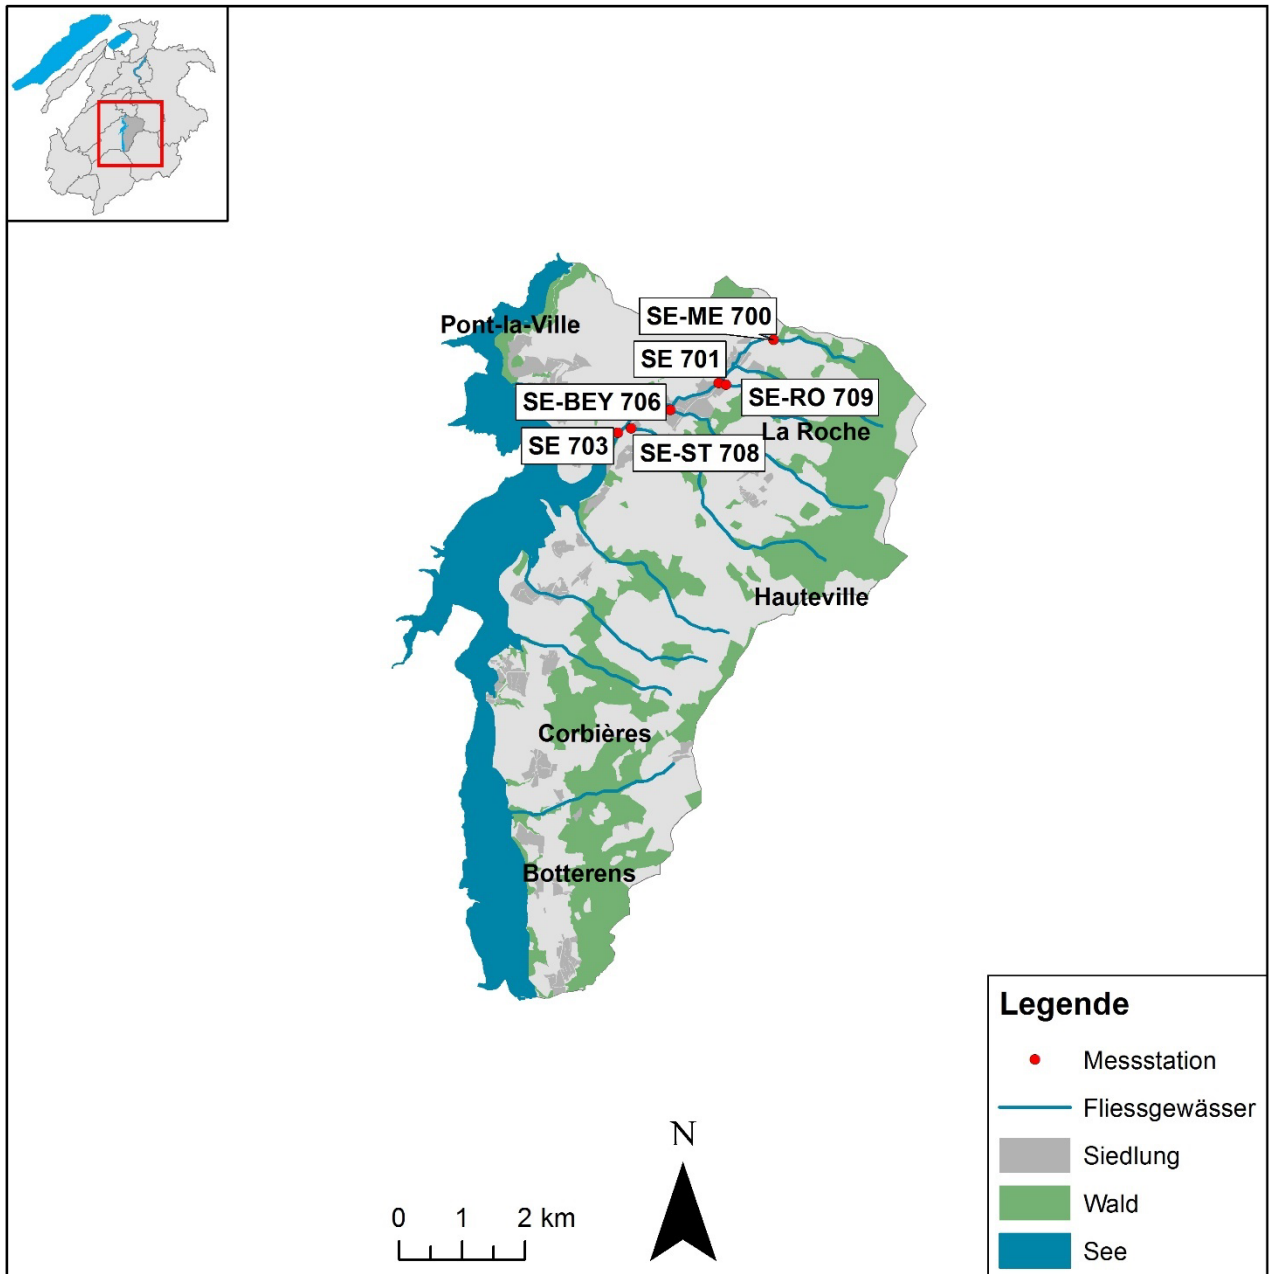 Pont-la-Ville
SE-ME 700
SE 701
SE-BEY 706
SE-RO 709
La Roche
SE 703
SE-ST 708
Hauteville
Corbières
Botterens
Legende
Messstation
Fliessgewässer
Siedlung
Wald
See
N
0 1 2 km